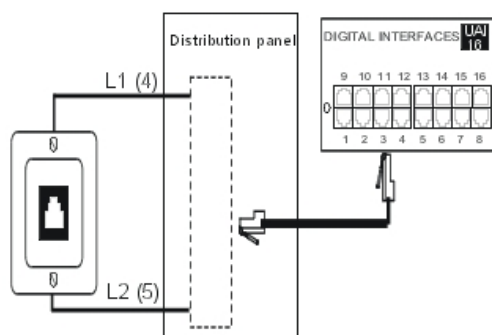 Distribution panel
L1 (4)
L2 (5)
DIGITAL INTERFACES UAI 16
9 10 11 12 13 14 15 16
0
1 2 3 4 5 6 7 8